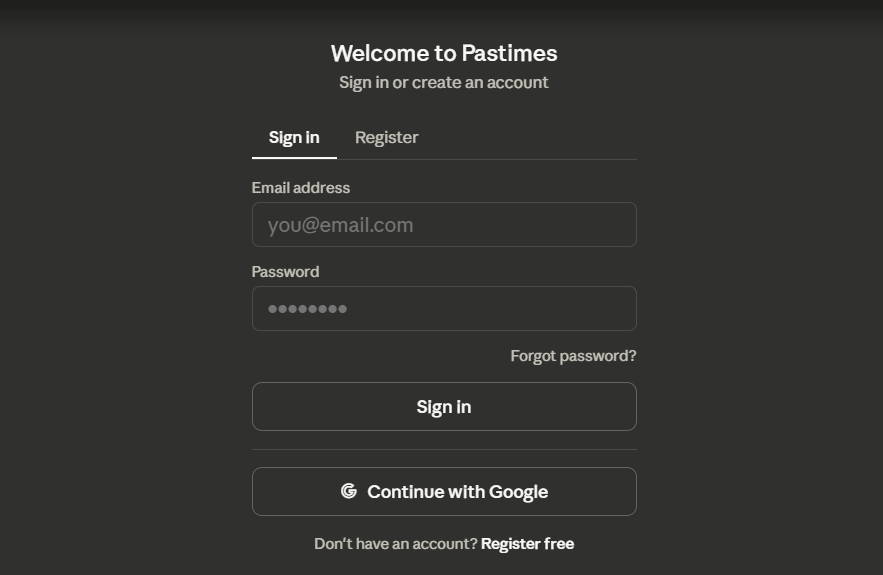 Welcome to Pastimes
Sign in or create an account
Sign in Register
Email address
you@email.com
Password
••••••••
Forgot password?
Sign in
Continue with Google
Don't have an account? Register free